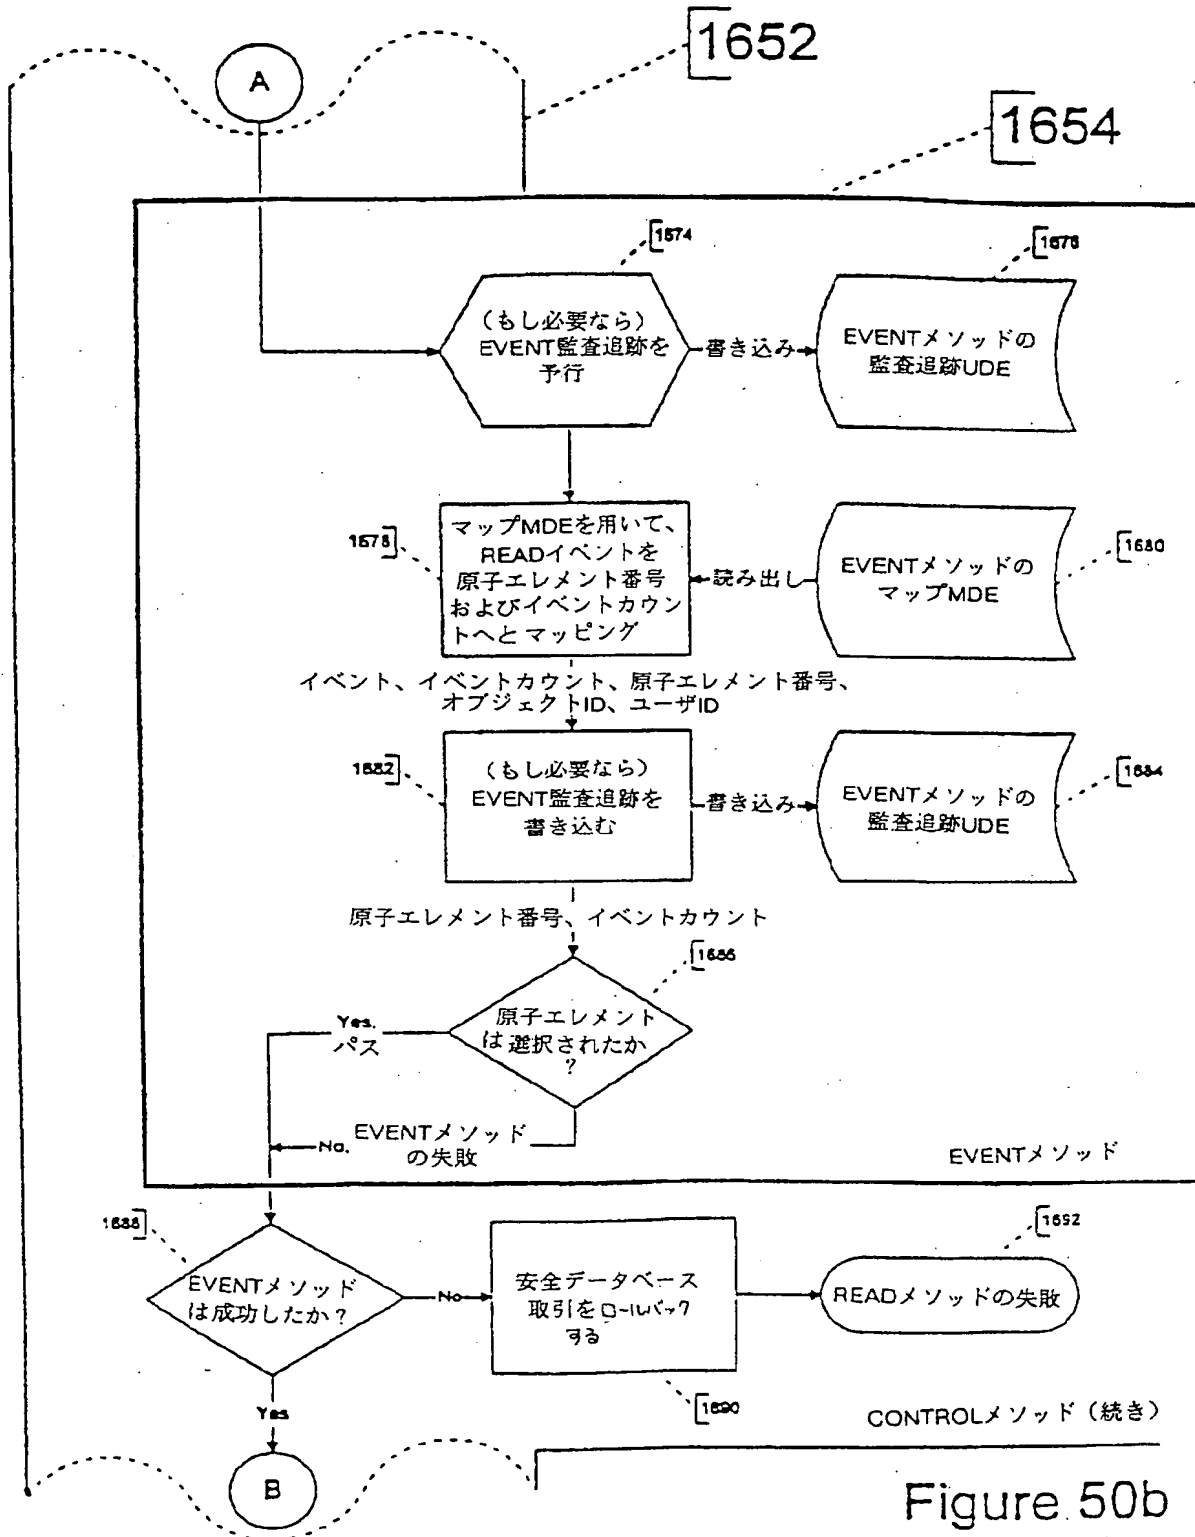 1652
A
1654
1674
1676
（もし必要なら）
EVENT監査追跡を
予行
書き込み
EVENTメソッドの
監査追跡UDE
1678
マップMDEを用いて、
READイベントを
原子エレメント番号
およびイベントカウン
トへとマッピング
読み出し
EVENTメソッドの
マップMDE
1680
イベント、イベントカウント、原子エレメント番号、
オブジェクトID、ユーザID
1682
（もし必要なら）
EVENT監査追跡を
書き込む
書き込み
EVENTメソッドの
監査追跡UDE
1684
原子エレメント番号、イベントカウント
1686
原子エレメント
は選択されたか
？
Yes.
パス
No.
EVENTメソッド
の失敗
EVENTメソッド
1688
EVENTメソッド
は成功したか？
No
安全データベース
取引をロールバック
する
1690
READメソッドの失敗
1692
Yes
CONTROLメソッド（続き）
B
Figure 50b